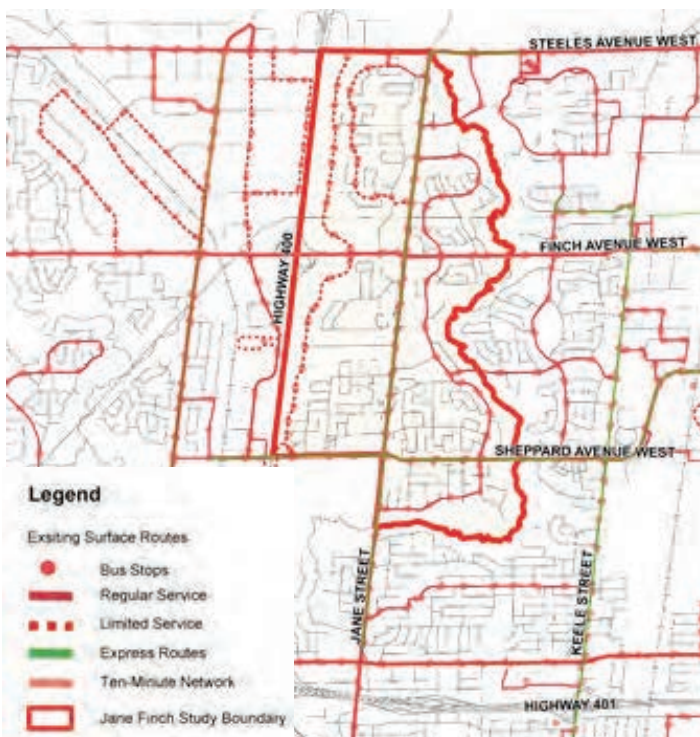 STEELES AVENUE WEST
HIGHWAY 400
FINCH AVENUE WEST
SHEPPARD AVENUE WEST
JANE STREET
KEELE STREET
HIGHWAY 401
Legend
Exsiting Surface Routes
Bus Stops
Regular Service
Limited Service
Express Routes
Ten-Minute Network
Jane Finch Study Boundary